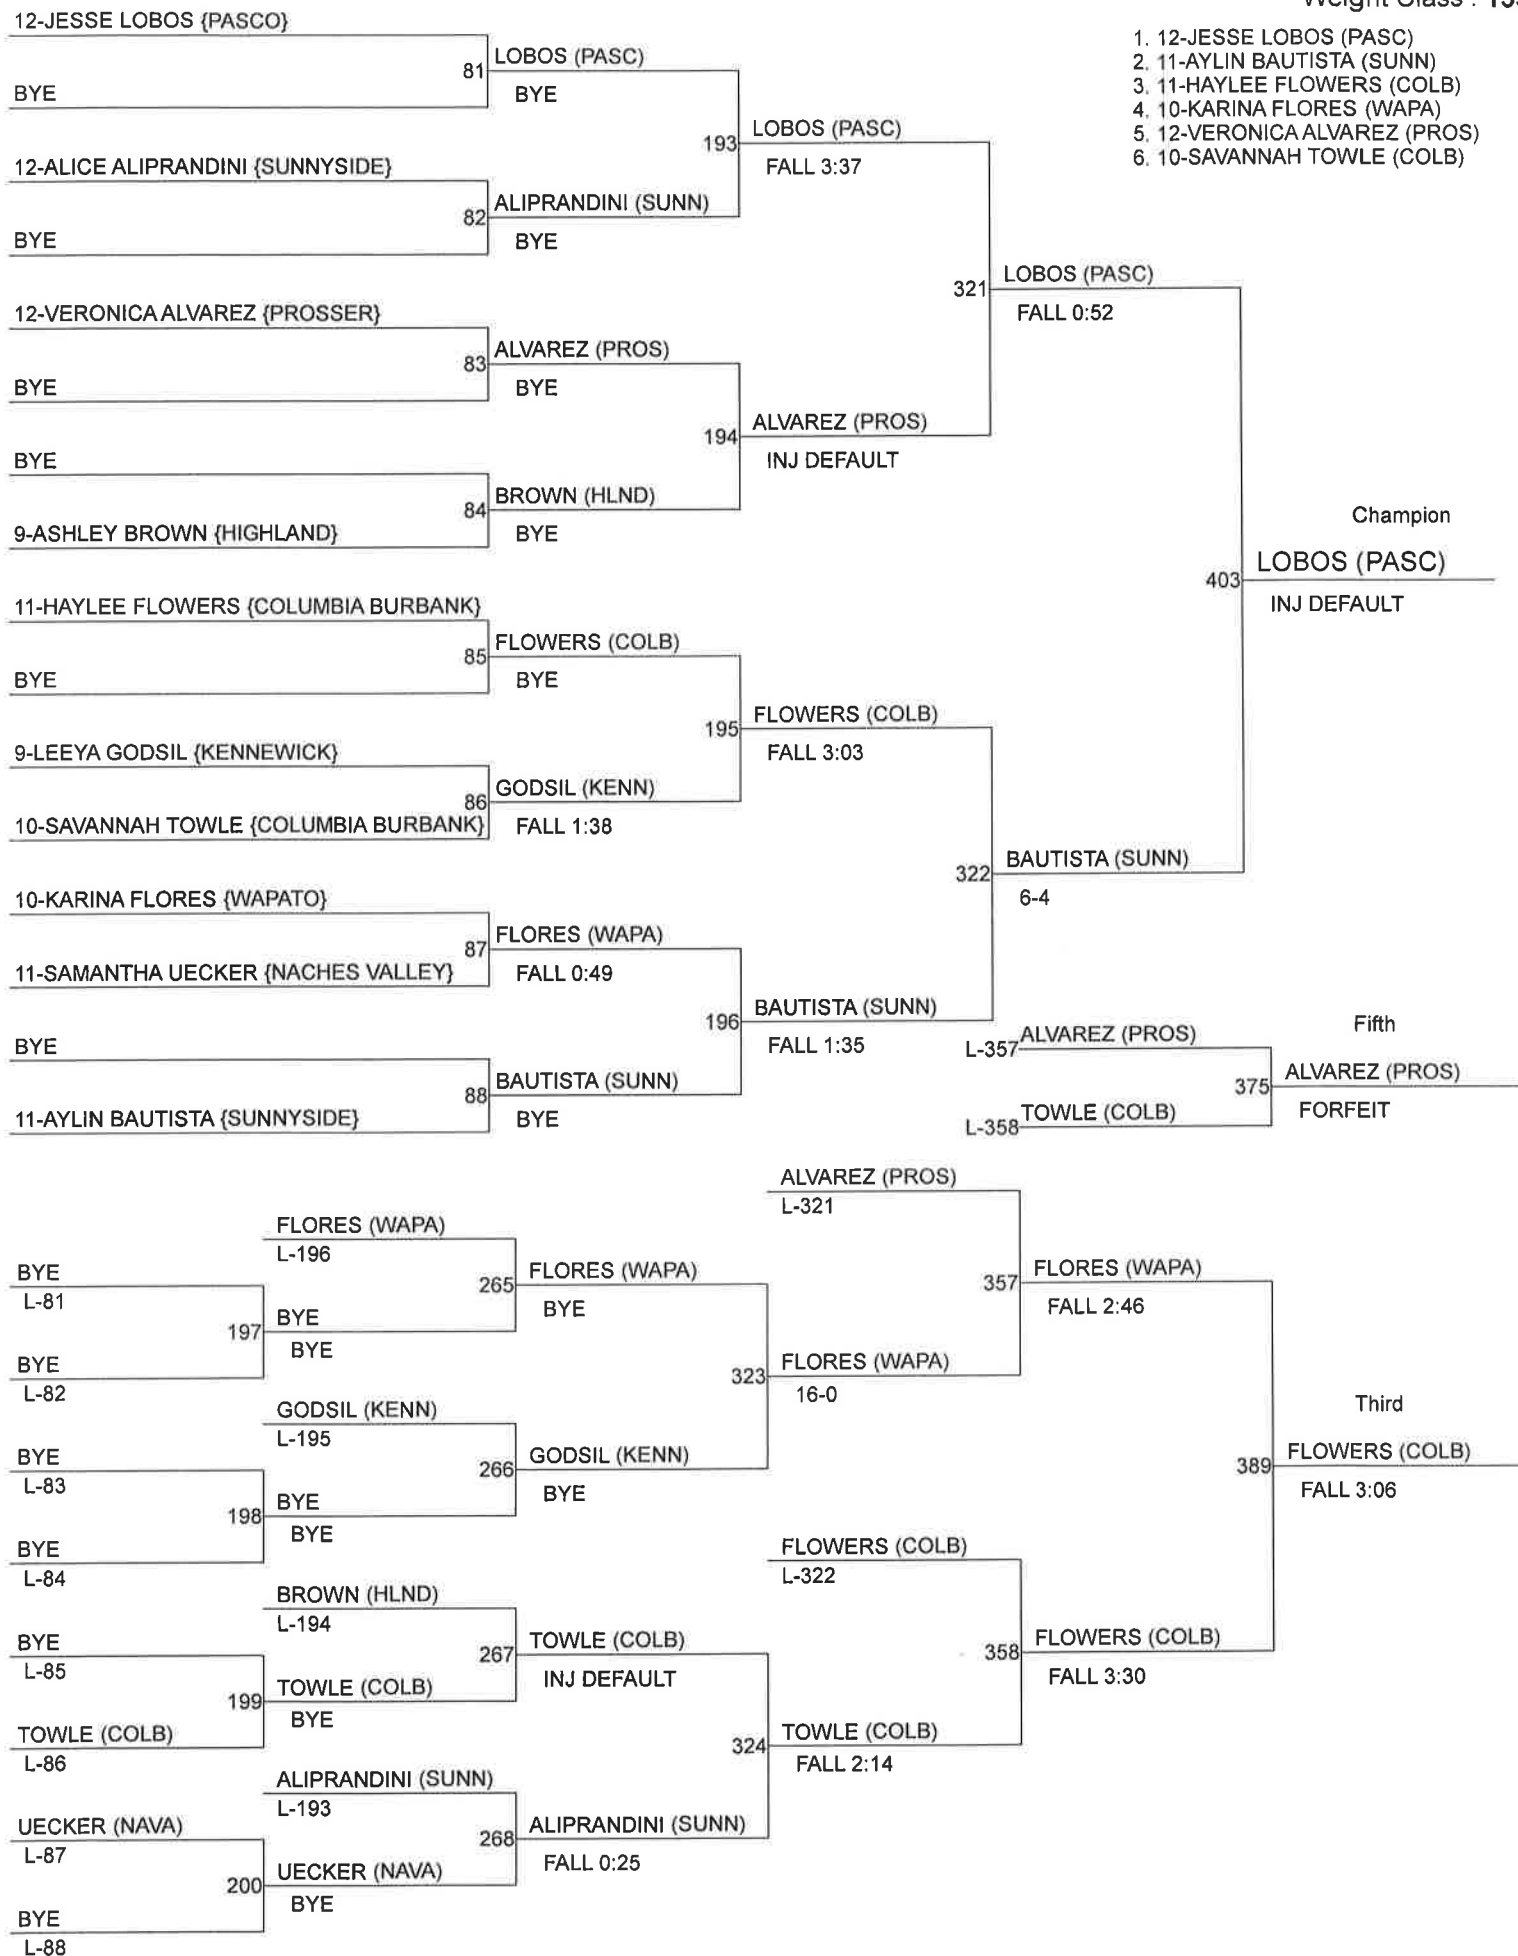 Weight Class :
1. 12-JESSE LOBOS (PASC)
2. 11-AYLIN BAUTISTA (SUNN)
3. 11-HAYLEE FLOWERS (COLB)
4. 10-KARINA FLORES (WAPA)
5. 12-VERONICA ALVAREZ (PROS)
6. 10-SAVANNAH TOWLE (COLB)
12-JESSE LOBOS {PASCO}
BYE
12-ALICE ALIPRANDINI {SUNNYSIDE}
BYE
12-VERONICA ALVAREZ {PROSSER}
BYE
BYE
9-ASHLEY BROWN {HIGHLAND}
11-HAYLEE FLOWERS {COLUMBIA BURBANK}
BYE
9-LEEYA GODSIL {KENNEWICK}
10-SAVANNAH TOWLE {COLUMBIA BURBANK}
10-KARINA FLORES {WAPATO}
11-SAMANTHA UECKER {NACHES VALLEY}
BYE
11-AYLIN BAUTISTA {SUNNYSIDE}
81 LOBOS (PASC)
BYE
82 ALIPRANDINI (SUNN)
BYE
83 ALVAREZ (PROS)
BYE
84 BROWN (HLND)
BYE
85 FLOWERS (COLB)
BYE
86 GODSIL (KENN)
FALL 1:38
87 FLORES (WAPA)
FALL 0:49
88 BAUTISTA (SUNN)
BYE
193 LOBOS (PASC)
FALL 3:37
194 ALVAREZ (PROS)
INJ DEFAULT
195 FLOWERS (COLB)
FALL 3:03
196 BAUTISTA (SUNN)
FALL 1:35
321 LOBOS (PASC)
FALL 0:52
322 BAUTISTA (SUNN)
6-4
Champion
403 LOBOS (PASC)
INJ DEFAULT
L-357 ALVAREZ (PROS)
L-358 TOWLE (COLB)
Fifth
375 ALVAREZ (PROS)
FORFEIT
BYE
L-81
BYE
L-82
BYE
L-83
BYE
L-84
BYE
L-85
TOWLE (COLB)
L-86
UECKER (NAVA)
L-87
BYE
L-88
FLORES (WAPA)
L-196
197 BYE
BYE
GODSIL (KENN)
L-195
198 BYE
BYE
BROWN (HLND)
L-194
199 TOWLE (COLB)
BYE
ALIPRANDINI (SUNN)
L-193
200 UECKER (NAVA)
BYE
265 FLORES (WAPA)
BYE
266 GODSIL (KENN)
BYE
267 TOWLE (COLB)
INJ DEFAULT
268 ALIPRANDINI (SUNN)
FALL 0:25
ALVAREZ (PROS)
L-321
323 FLORES (WAPA)
16-0
FLOWERS (COLB)
L-322
324 TOWLE (COLB)
FALL 2:14
357 FLORES (WAPA)
FALL 2:46
358 FLOWERS (COLB)
FALL 3:30
Third
389 FLOWERS (COLB)
FALL 3:06